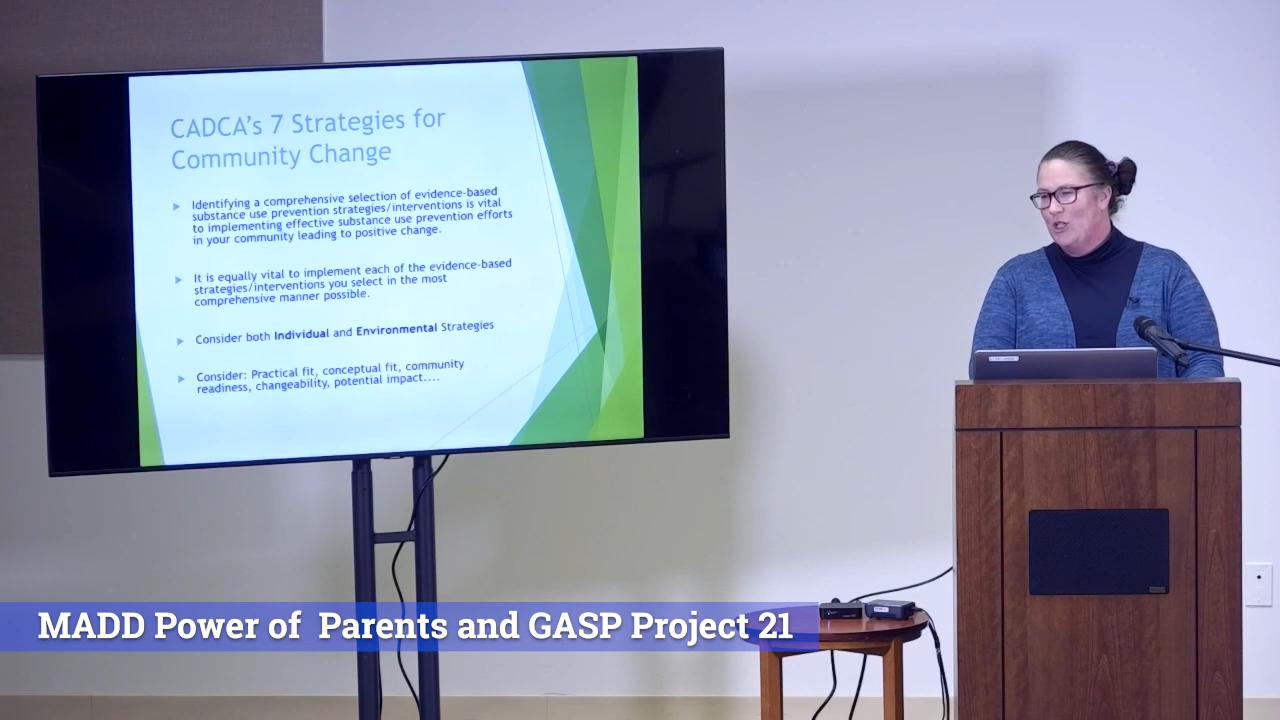 CADCA's 7 Strategies for
Community Change
Identifying a comprehensive selection of evidence-based
substance use prevention strategies/interventions is vital
to implementing effective substance use prevention efforts
in your community leading to positive change.
It is equally vital to implement each of the evidence-based
strategies/interventions you select in the most
comprehensive manner possible.
Consider both Individual and Environmental Strategies
Consider: Practical fit, conceptual fit, community
readiness, changeability, potential impact....
MADD Power of  Parents and GASP Project 21